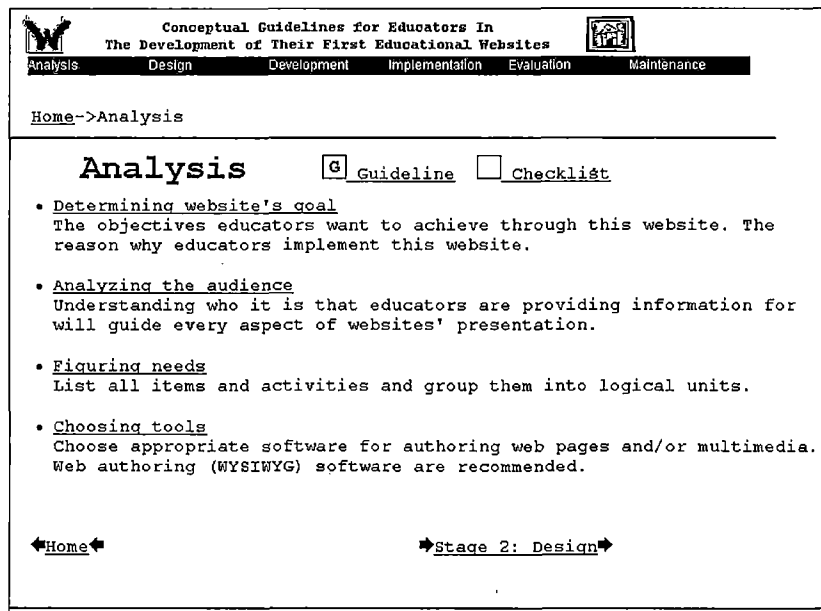 Conceptual Guidelines for Educators In
The Development of Their First Educational Websites
Analysis Design Development Implementation Evaluation Maintenance
Home->Analysis
Analysis G Guideline Checklist
• Determining website's goal
The objectives educators want to achieve through this website. The
reason why educators implement this website.
• Analyzing the audience
Understanding who it is that educators are providing information for
will guide every aspect of websites' presentation.
• Figuring needs
List all items and activities and group them into logical units.
• Choosing tools
Choose appropriate software for authoring web pages and/or multimedia.
Web authoring (WYSIWYG) software are recommended.
Home Stage 2: Design